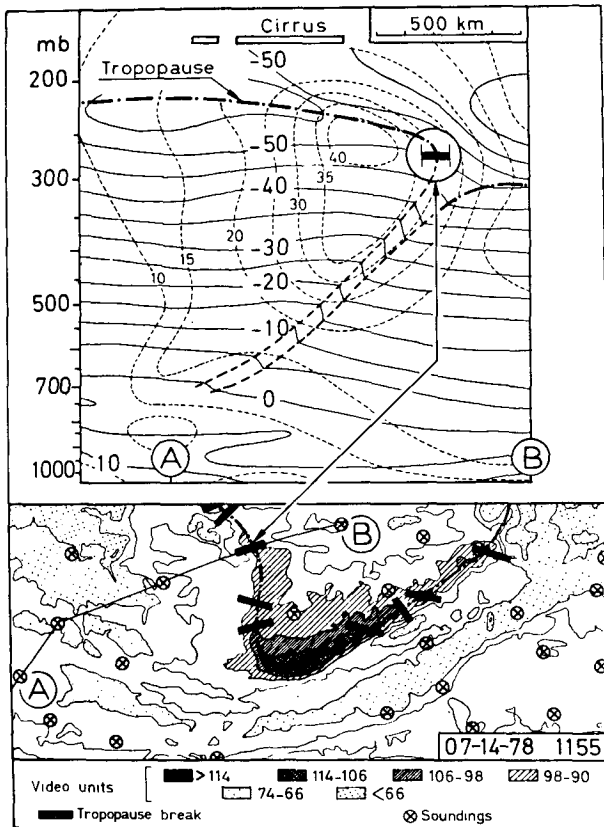 mb
Cirrus
500 km
-50
Tropopause
200
-50
40
300
-40
35
30
20
15
-30
10
-20
500
-10
700
0
A
B
1000
10
B
A
07-14-78 1155
Video units
>114
114-106
106-98
98-90
74-66
<66
Tropopause break
Soundings